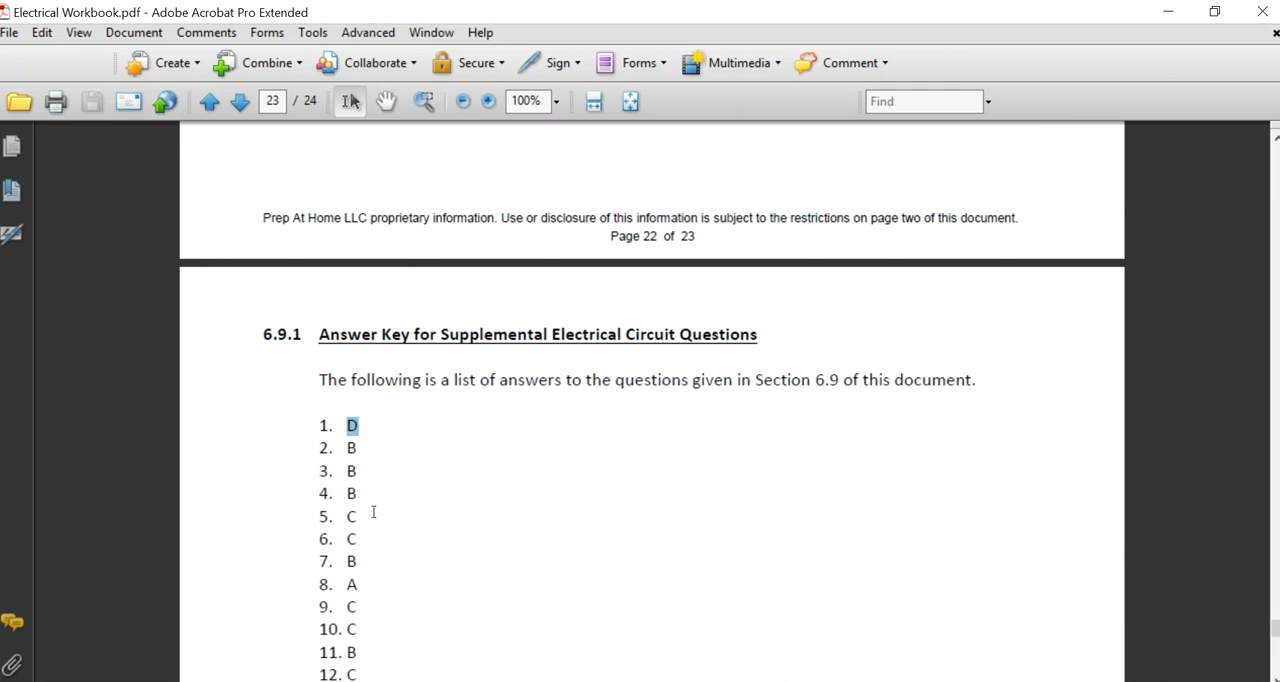 Electrical Workbook.pdf - Adobe Acrobat Pro Extended
File Edit View Document Comments Forms Tools Advanced Window Help
Create Combine Collaborate Secure Sign Forms Multimedia Comment
23 / 24 100% Find
Prep At Home LLC proprietary information. Use or disclosure of this information is subject to the restrictions on page two of this document.
Page 22 of 23
6.9.1 Answer Key for Supplemental Electrical Circuit Questions
The following is a list of answers to the questions given in Section 6.9 of this document.
1. D
2. B
3. B
4. B
5. C
6. C
7. B
8. A
9. C
10. C
11. B
12. C